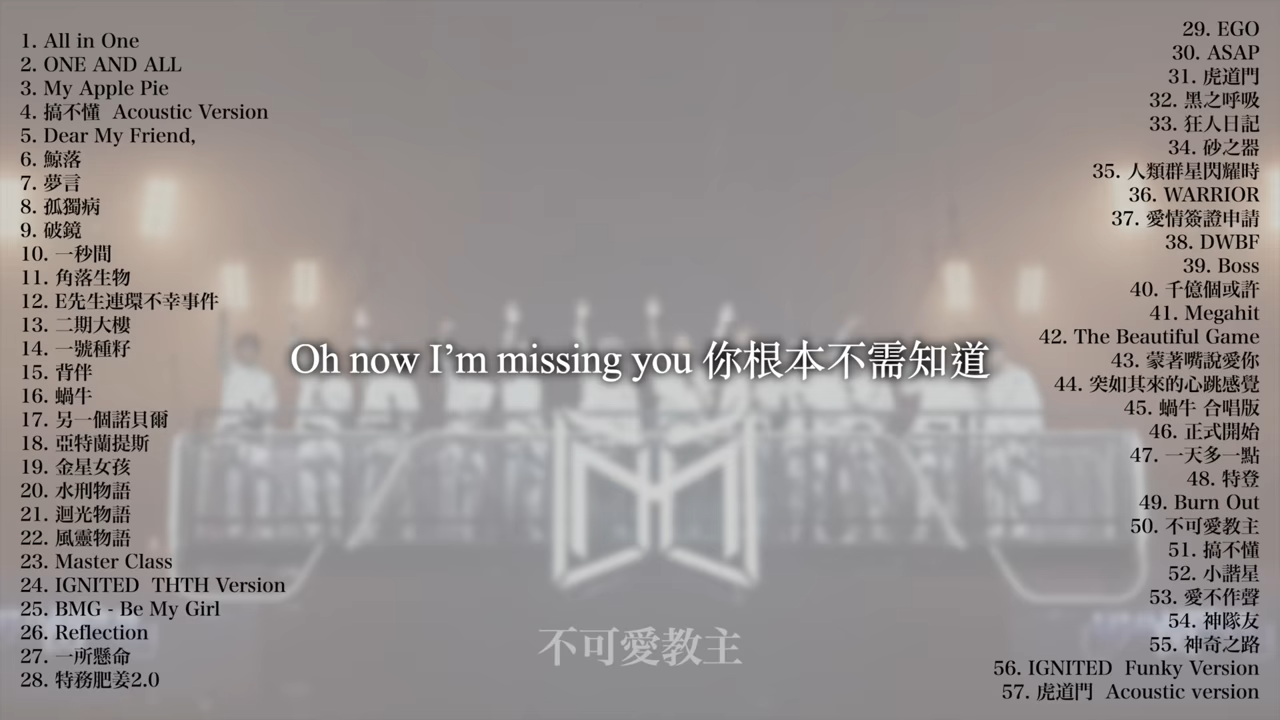 1. All in One
2. ONE AND ALL
3. My Apple Pie
4. 搞不懂 Acoustic Version
5. Dear My Friend,
6. 鯨落
7. 夢言
8. 孤獨病
9. 破鏡
10. 一秒間
11. 角落生物
12. E先生連環不幸事件
13. 二期大樓
14. 一號種籽
15. 背伴
16. 蝸牛
17. 另一個諾貝爾
18. 亞特蘭提斯
19. 金星女孩
20. 水刑物語
21. 迴光物語
22. 風靈物語
23. Master Class
24. IGNITED THTH Version
25. BMG - Be My Girl
26. Reflection
27. 一所懸命
28. 特務肥姜2.0
Oh now I’m missing you 你根本不需知道
不可愛教主
29. EGO
30. ASAP
31. 虎道門
32. 黑之呼吸
33. 狂人日記
34. 砂之器
35. 人類群星閃耀時
36. WARRIOR
37. 愛情簽證申請
38. DWBF
39. Boss
40. 千億個或許
41. Megahit
42. The Beautiful Game
43. 蒙著嘴說愛你
44. 突如其來的心跳感覺
45. 蝸牛 合唱版
46. 正式開始
47. 一天多一點
48. 特登
49. Burn Out
50. 不可愛教主
51. 搞不懂
52. 小諧星
53. 愛不作聲
54. 神隊友
55. 神奇之路
56. IGNITED Funky Version
57. 虎道門 Acoustic version